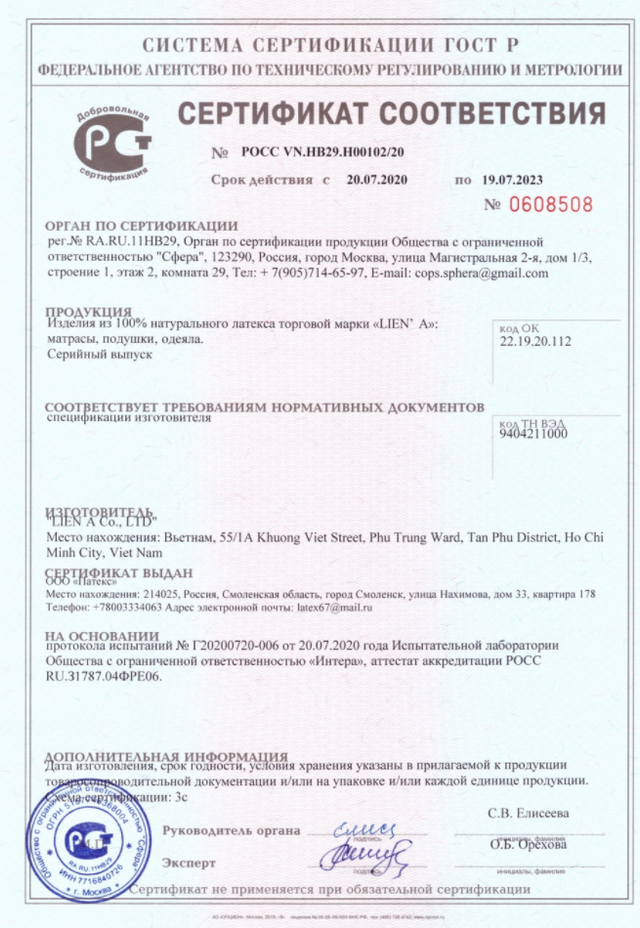 СИСТЕМА СЕРТИФИКАЦИИ ГОСТ Р
ФЕДЕРАЛЬНОЕ АГЕНТСТВО ПО ТЕХНИЧЕСКОМУ РЕГУЛИРОВАНИЮ И МЕТРОЛОГИИ
Добровольная
сертификация
СЕРТИФИКАТ СООТВЕТСТВИЯ
№ РОСС VN.НВ29.Н00102/20
Срок действия с 20.07.2020 по 19.07.2023
№ 0608508
ОРГАН ПО СЕРТИФИКАЦИИ
рег.№ RA.RU.11НВ29, Орган по сертификации продукции Общества с ограниченной
ответственностью "Сфера", 123290, Россия, город Москва, улица Магистральная 2-я, дом 1/3,
строение 1, этаж 2, комната 29, Тел: + 7(905)714-65-97, E-mail: cops.sphera@gmail.com
ПРОДУКЦИЯ
Изделия из 100% натурального латекса торговой марки «LIEN' A»:
матрасы, подушки, одеяла.
Серийный выпуск
код ОК
22.19.20.112
СООТВЕТСТВУЕТ ТРЕБОВАНИЯМ НОРМАТИВНЫХ ДОКУМЕНТОВ
спецификации изготовителя
код ТН ВЭД
9404211000
ИЗГОТОВИТЕЛЬ
"LIEN A Co., LTD"
Место нахождения: Вьетнам, 55/1A Khuong Viet Street, Phu Trung Ward, Tan Phu District, Ho Chi
Minh City, Viet Nam
СЕРТИФИКАТ ВЫДАН
Место нахождения: 214025, Россия, Смоленская область, город Смоленск, улица Нахимова, дом 33, квартира 178
Телефон: +78003334063 Адрес электронной почты: latex67@mail.ru
НА ОСНОВАНИИ
протокола испытаний № Г20200720-006 от 20.07.2020 года Испытательной лаборатории
Общества с ограниченной ответственностью «Интера», аттестат аккредитации РОСС
RU.31787.04ФРЕ06.
ДОПОЛНИТЕЛЬНАЯ ИНФОРМАЦИЯ
Дата изготовления, срок годности, условия хранения указаны в прилагаемой к продукции
товаросопроводительной документации и/или на упаковке и/или каждой единице продукции.
Схема сертификации: 3с
Руководитель органа
подпись
С.В. Елисеева
инициалы, фамилия
Эксперт
подпись
О.Б. Орехова
инициалы, фамилия
Общество с ограниченной ответственностью "Сфера"
RA.RU.11НВ29
ИНН 7716840726
г. Москва
Сертификат не применяется при обязательной сертификации